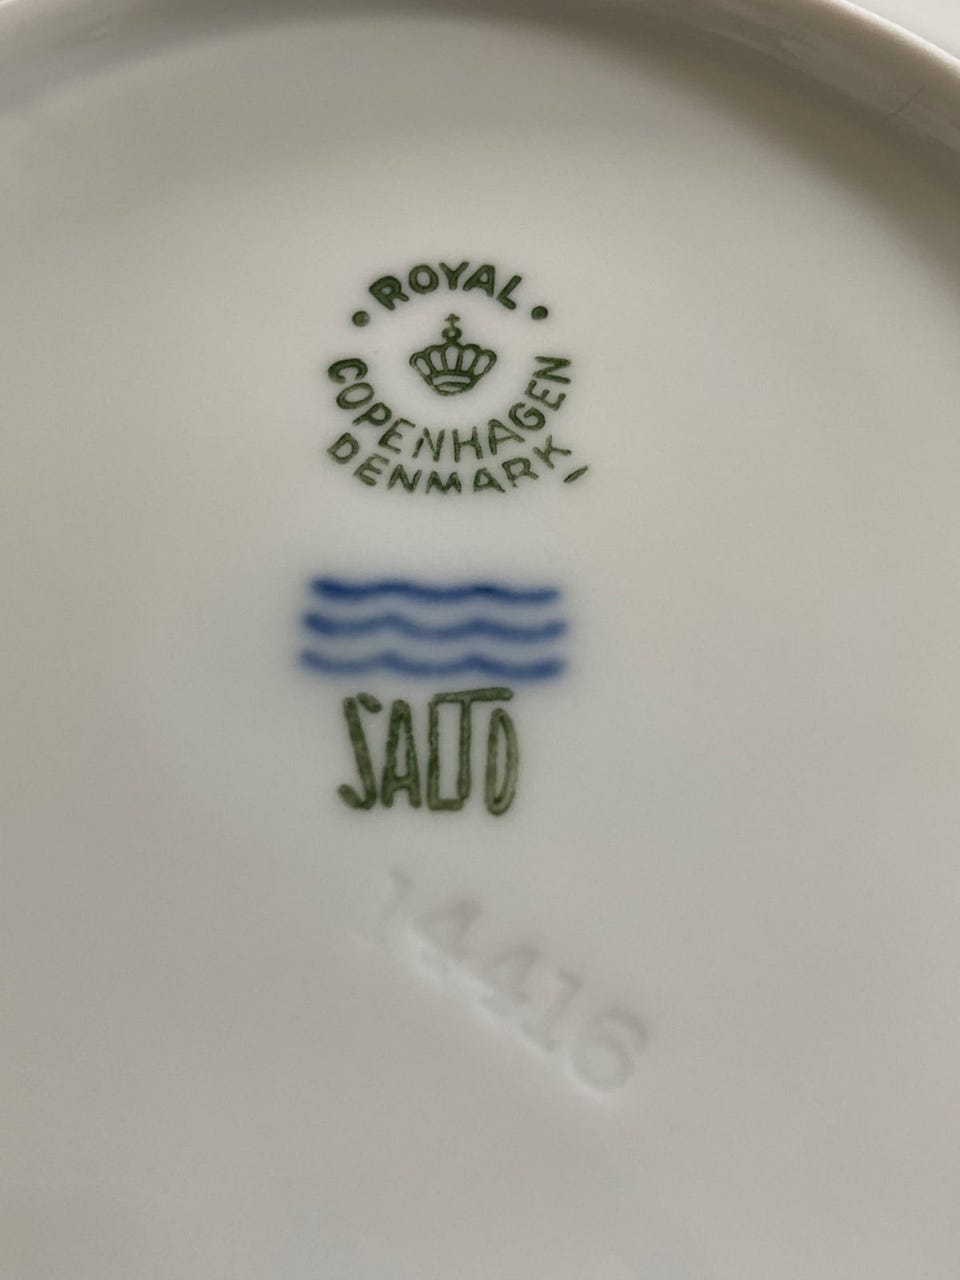 ROYAL
COPENHAGEN
DENMARK
SALTO
14416